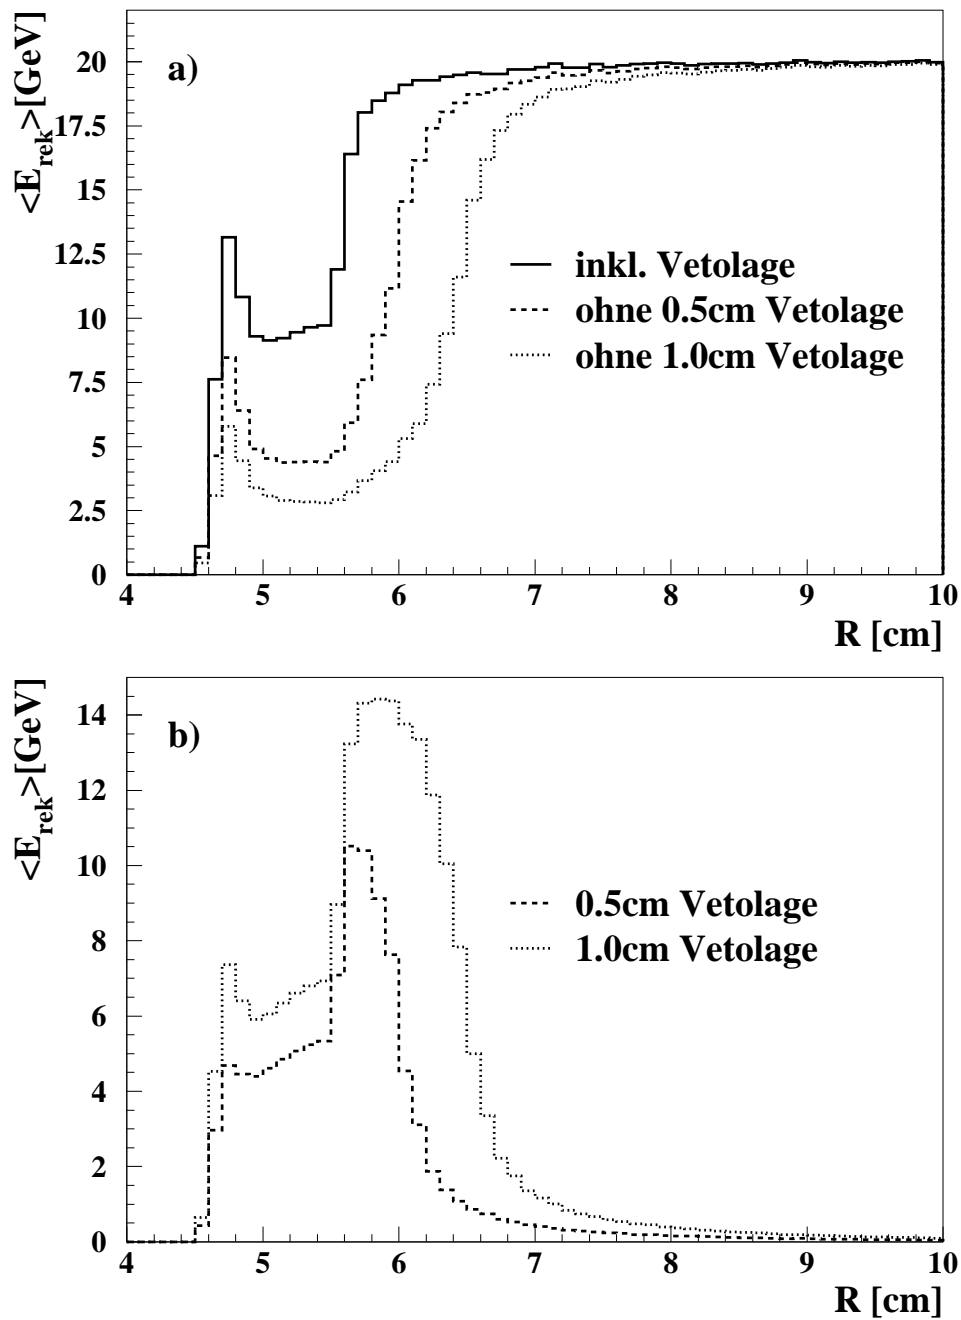 a)
<E_rek>[GeV]
20
17.5
15
12.5
10
7.5
5
2.5
0
inkl. Vetolage
ohne 0.5cm Vetolage
ohne 1.0cm Vetolage
4 5 6 7 8 9 10
R [cm]
b)
<E_rek>[GeV]
14
12
10
8
6
4
2
0
0.5cm Vetolage
1.0cm Vetolage
4 5 6 7 8 9 10
R [cm]